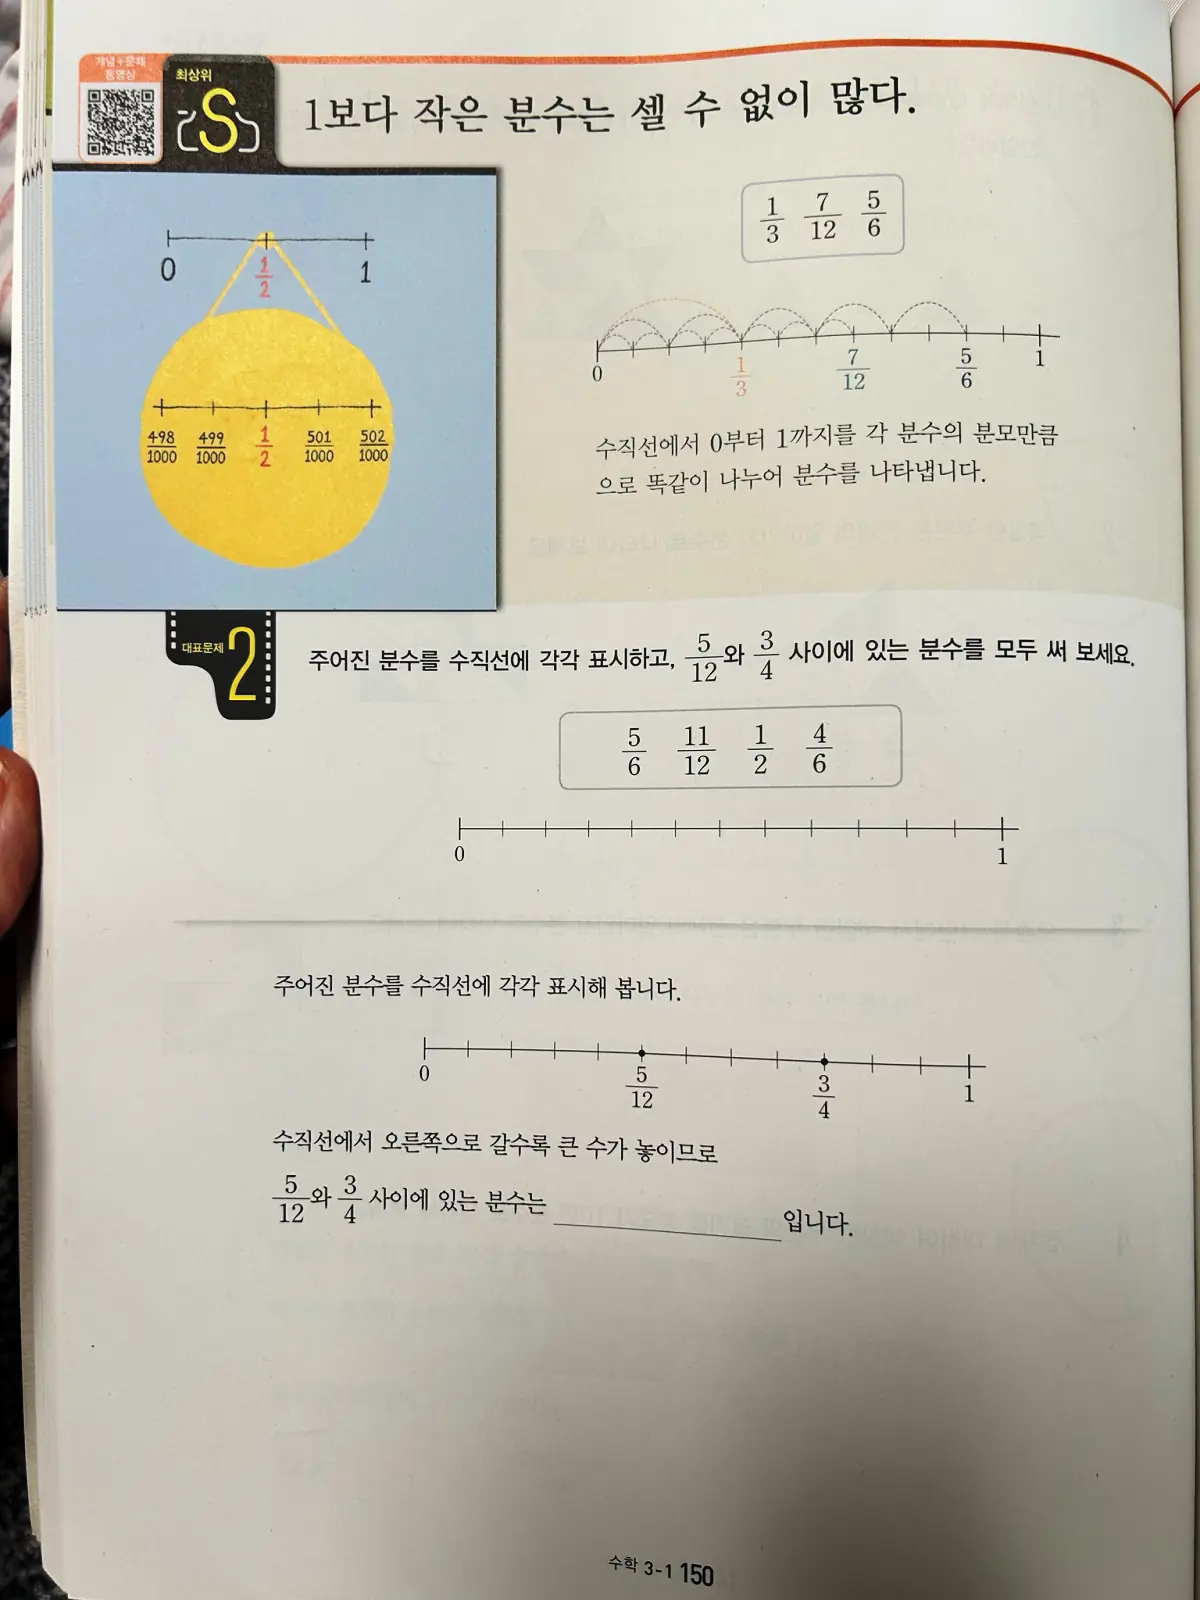 개념+문제
동영상
최상위
S
1보다 작은 분수는 셀 수 없이 많다.
0 1/2 1
498/1000 499/1000 1/2 501/1000 502/1000
1/3 7/12 5/6
0 1/3 7/12 5/6 1
수직선에서 0부터 1까지를 각 분수의 분모만큼
으로 똑같이 나누어 분수를 나타냅니다.
대표문제 2
주어진 분수를 수직선에 각각 표시하고, 5/12와 3/4 사이에 있는 분수를 모두 써 보세요.
5/6 11/12 1/2 4/6
0 1
주어진 분수를 수직선에 각각 표시해 봅니다.
0 5/12 3/4 1
수직선에서 오른쪽으로 갈수록 큰 수가 놓이므로
5/12와 3/4 사이에 있는 분수는 ____________ 입니다.
수학 3-1 150